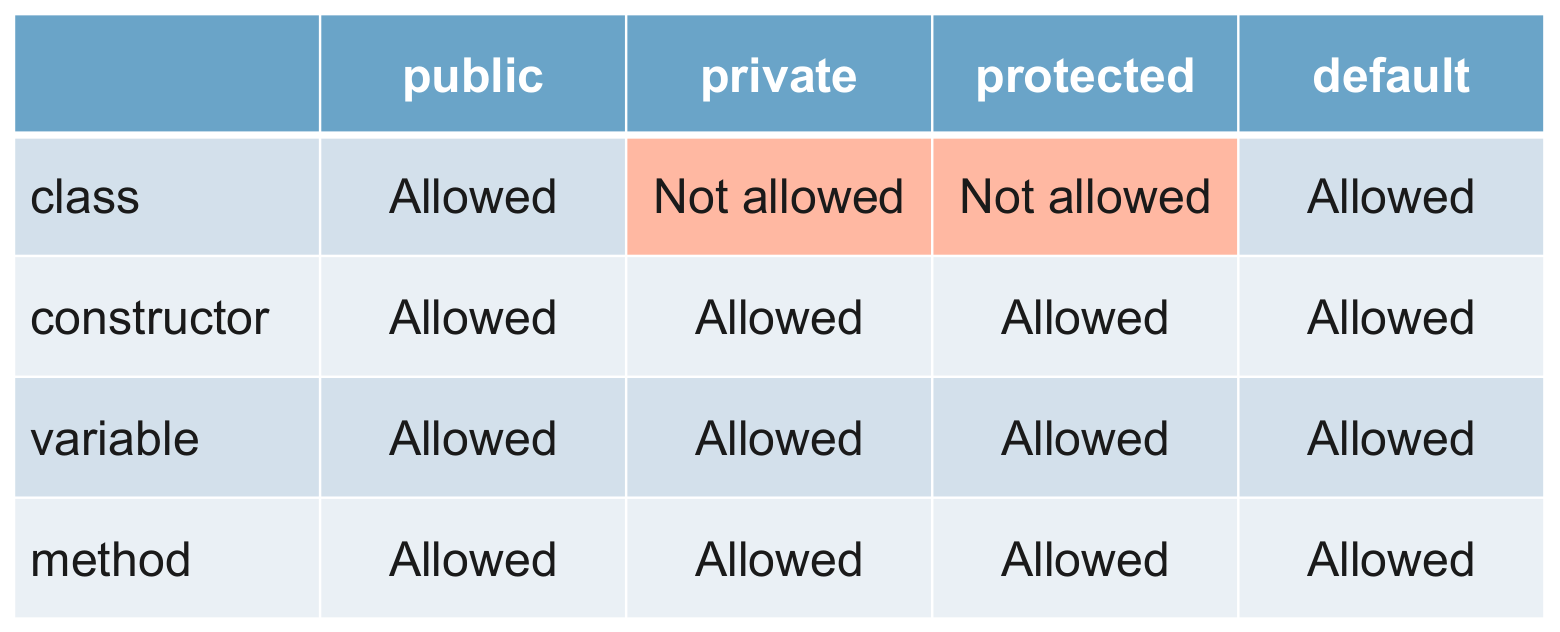 public private protected default
class Allowed Not allowed Not allowed Allowed
constructor Allowed Allowed Allowed Allowed
variable Allowed Allowed Allowed Allowed
method Allowed Allowed Allowed Allowed